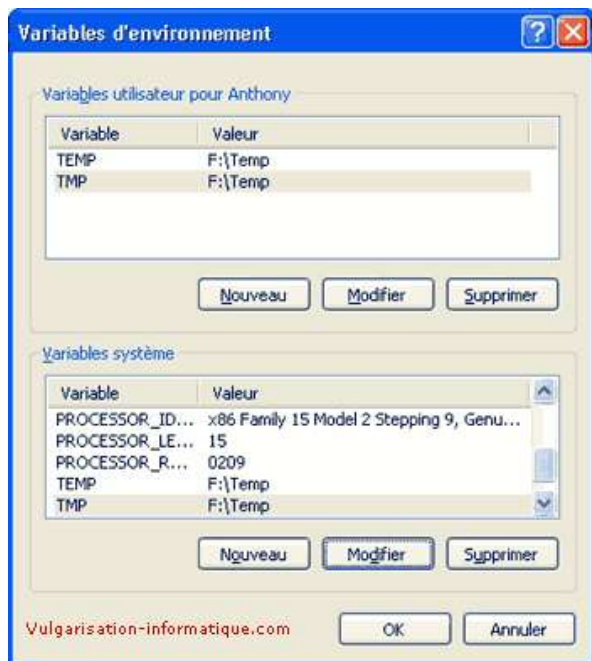 Variables d'environnement
Variables utilisateur pour Anthony
Variable Valeur
TEMP F:\Temp
TMP F:\Temp
Nouveau Modifier Supprimer
Variables système
Variable Valeur
PROCESSOR_ID... x86 Family 15 Model 2 Stepping 9, Genu...
PROCESSOR_LE... 15
PROCESSOR_R... 0209
TEMP F:\Temp
TMP F:\Temp
Nouveau Modifier Supprimer
Vulgarisation-informatique.com OK Annuler